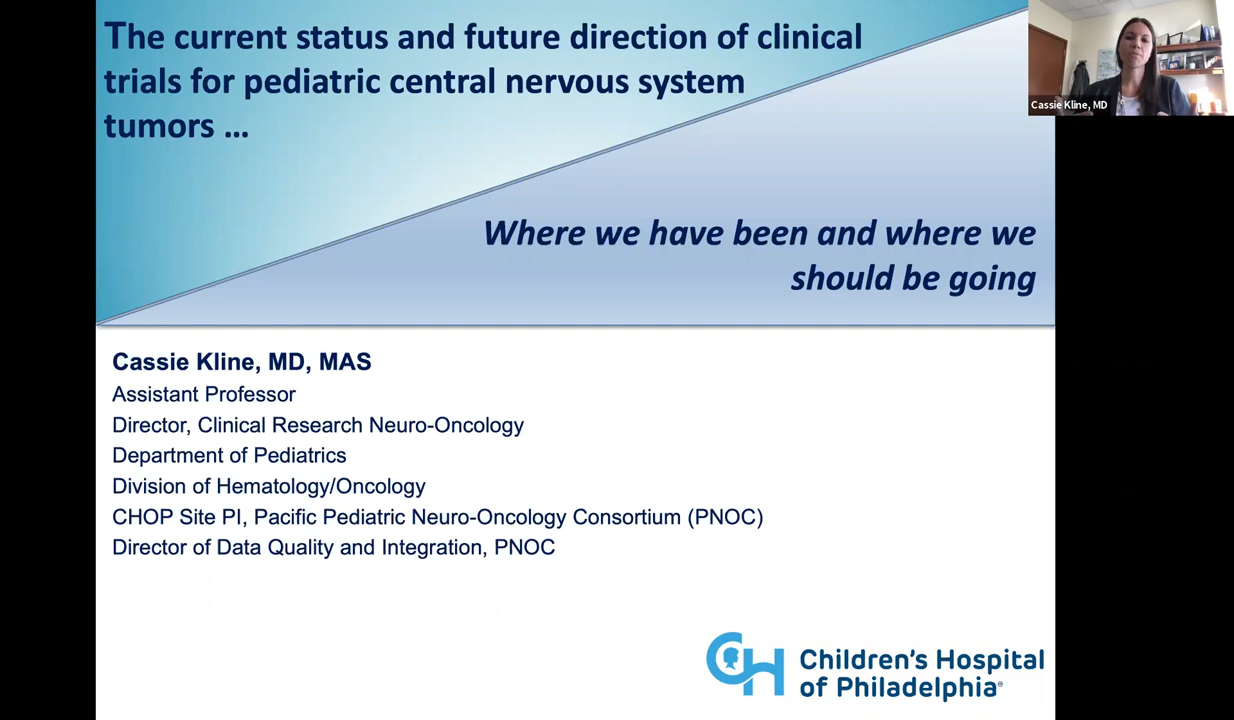 The current status and future direction of clinical
trials for pediatric central nervous system
tumors ...
Cassie Kline, MD
Where we have been and where we
should be going
Cassie Kline, MD, MAS
Assistant Professor
Director, Clinical Research Neuro-Oncology
Department of Pediatrics
Division of Hematology/Oncology
CHOP Site PI, Pacific Pediatric Neuro-Oncology Consortium (PNOC)
Director of Data Quality and Integration, PNOC
CH
Children's Hospital
of Philadelphia®